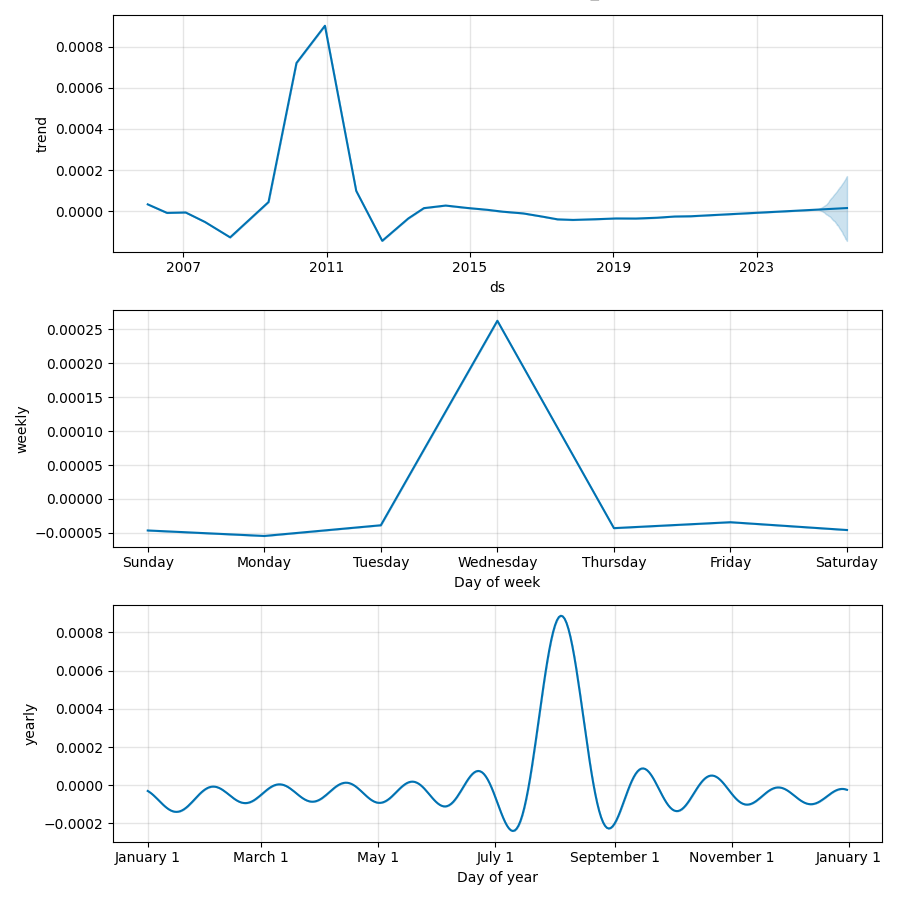 0.0008
0.0006
0.0004
0.0002
0.0000
trend
2007 2011 2015 2019 2023
ds
0.00025
0.00020
0.00015
0.00010
0.00005
0.00000
−0.00005
weekly
Sunday Monday Tuesday Wednesday Thursday Friday Saturday
Day of week
0.0008
0.0006
0.0004
0.0002
0.0000
−0.0002
yearly
January 1 March 1 May 1 July 1 September 1 November 1 January 1
Day of year